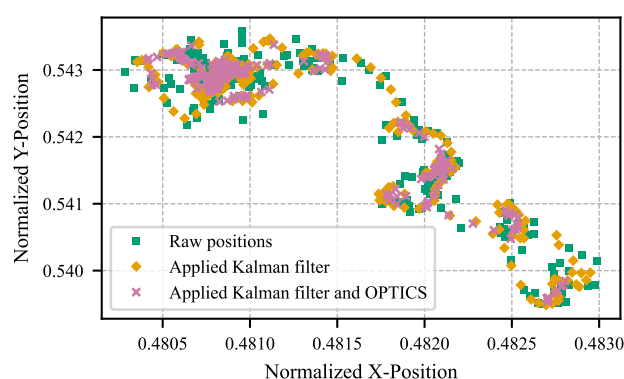 Normalized Y-Position
0.543
0.542
0.541
0.540
Raw positions
Applied Kalman filter
Applied Kalman filter and OPTICS
0.4805 0.4810 0.4815 0.4820 0.4825 0.4830
Normalized X-Position